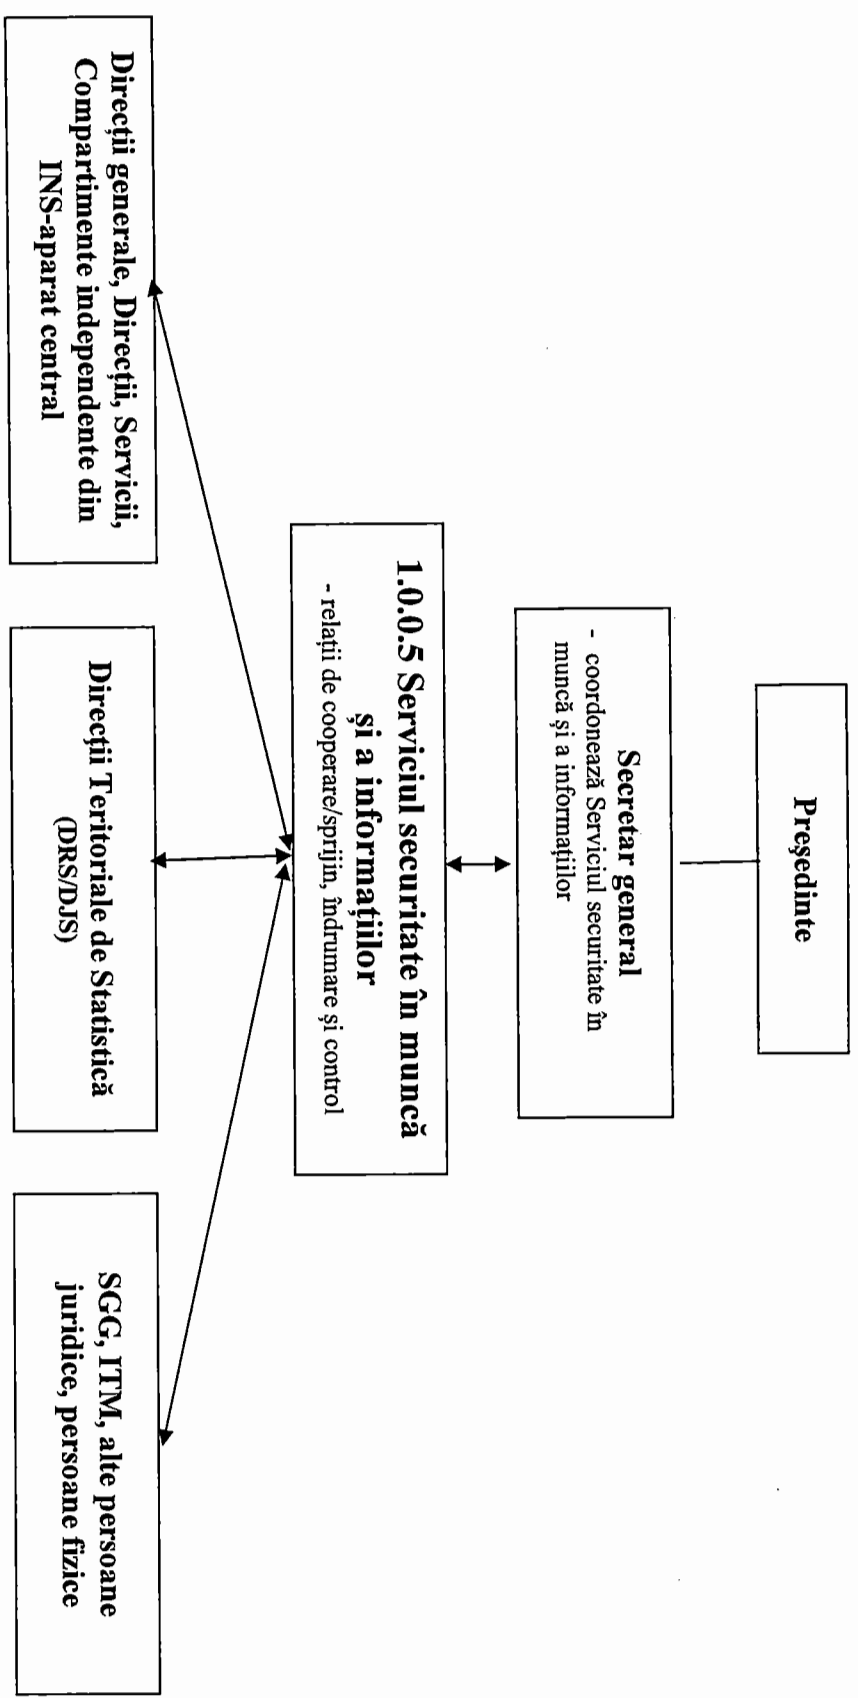 Președinte
Secretar general
- coordonează Serviciul securitate în
muncă și a informațiilor
1.0.0.5 Serviciul securitate în muncă
și a informațiilor
- relații de cooperare/sprijin, îndrumare și control
Direcții generale, Direcții, Servicii,
Compartimente independente din
INS-aparat central
Direcții Teritoriale de Statistică
(DRS/DJS)
SGG, ITM, alte persoane
juridice, persoane fizice